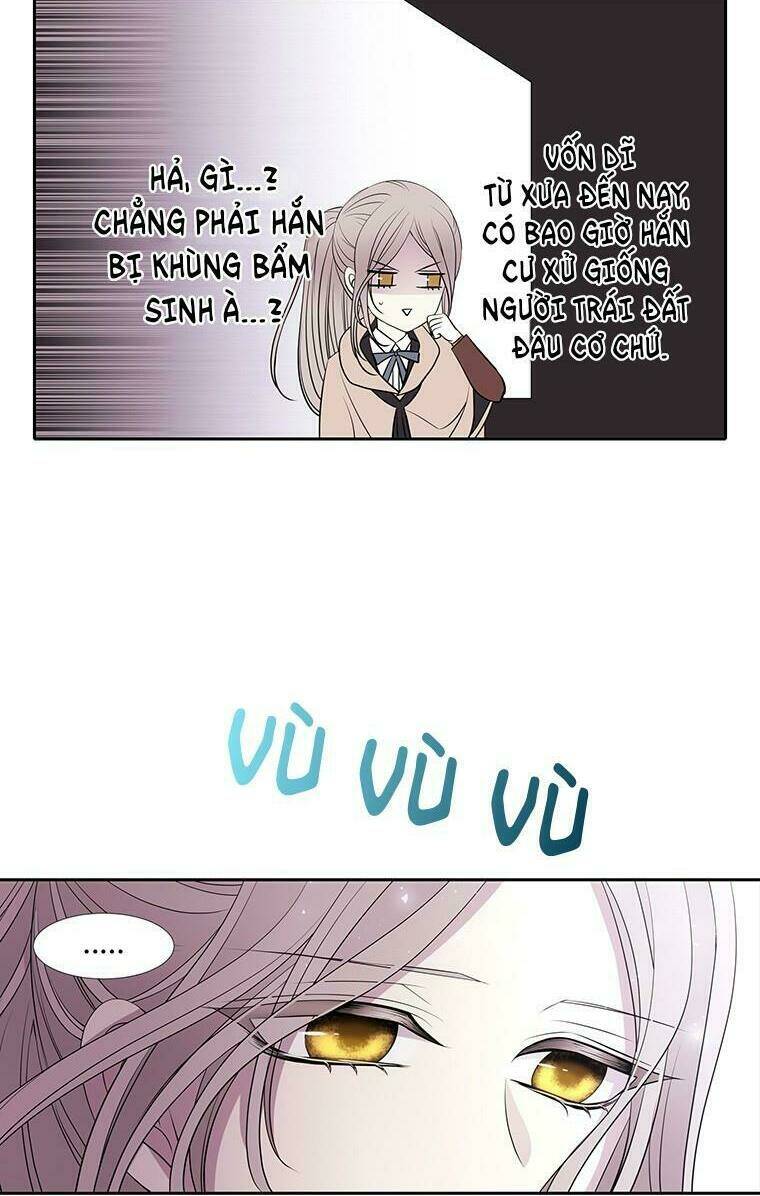 HẢ, GÌ...?
CHẲNG PHẢI HẮN
BỊ KHÙNG BẨM
SINH À...?
VỐN DĨ
TỪ XƯA ĐẾN NAY,
CÓ BAO GIỜ HẮN
CƯ XỬ GIỐNG
NGƯỜI TRÁI ĐẤT
ĐÂU CƠ CHỨ.
VÙ VÙ VÙ
.....